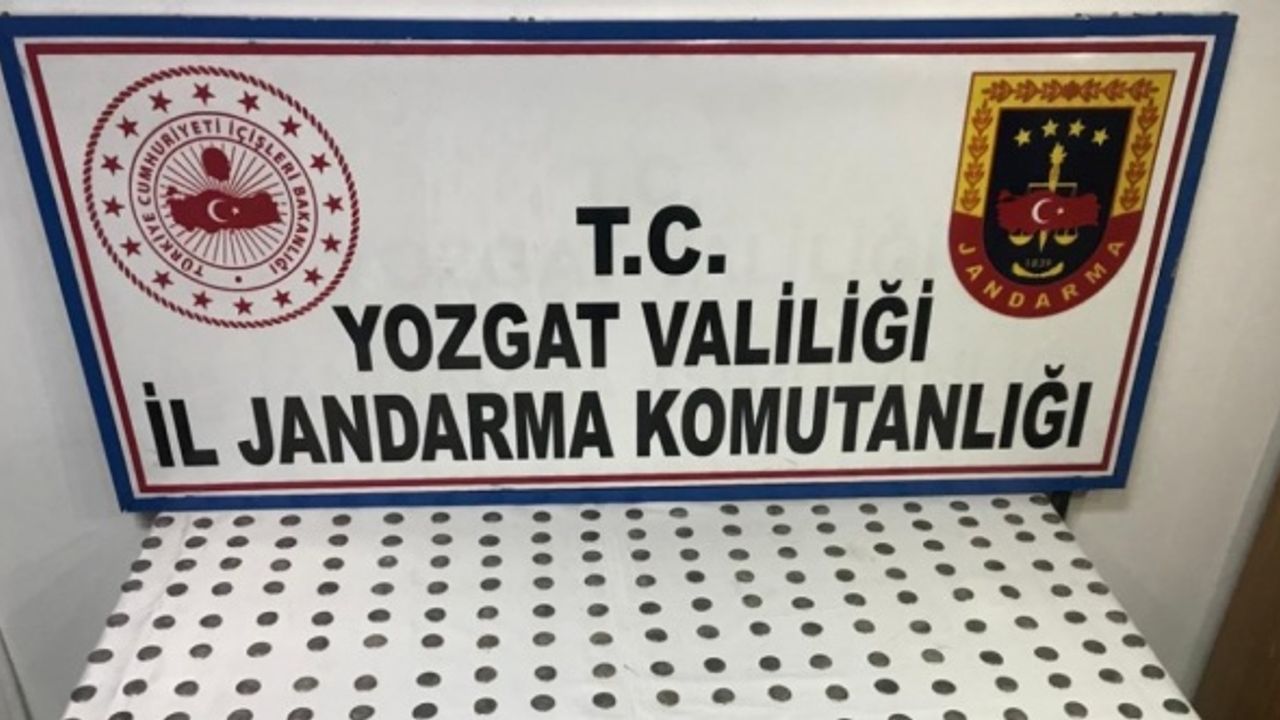 TÜRKİYE CUMHURİYETİ İÇİŞLERİ BAKANLIĞI
T.C.
YOZGAT VALİLİĞİ
İL JANDARMA KOMUTANLIĞI
1839
JANDARMA